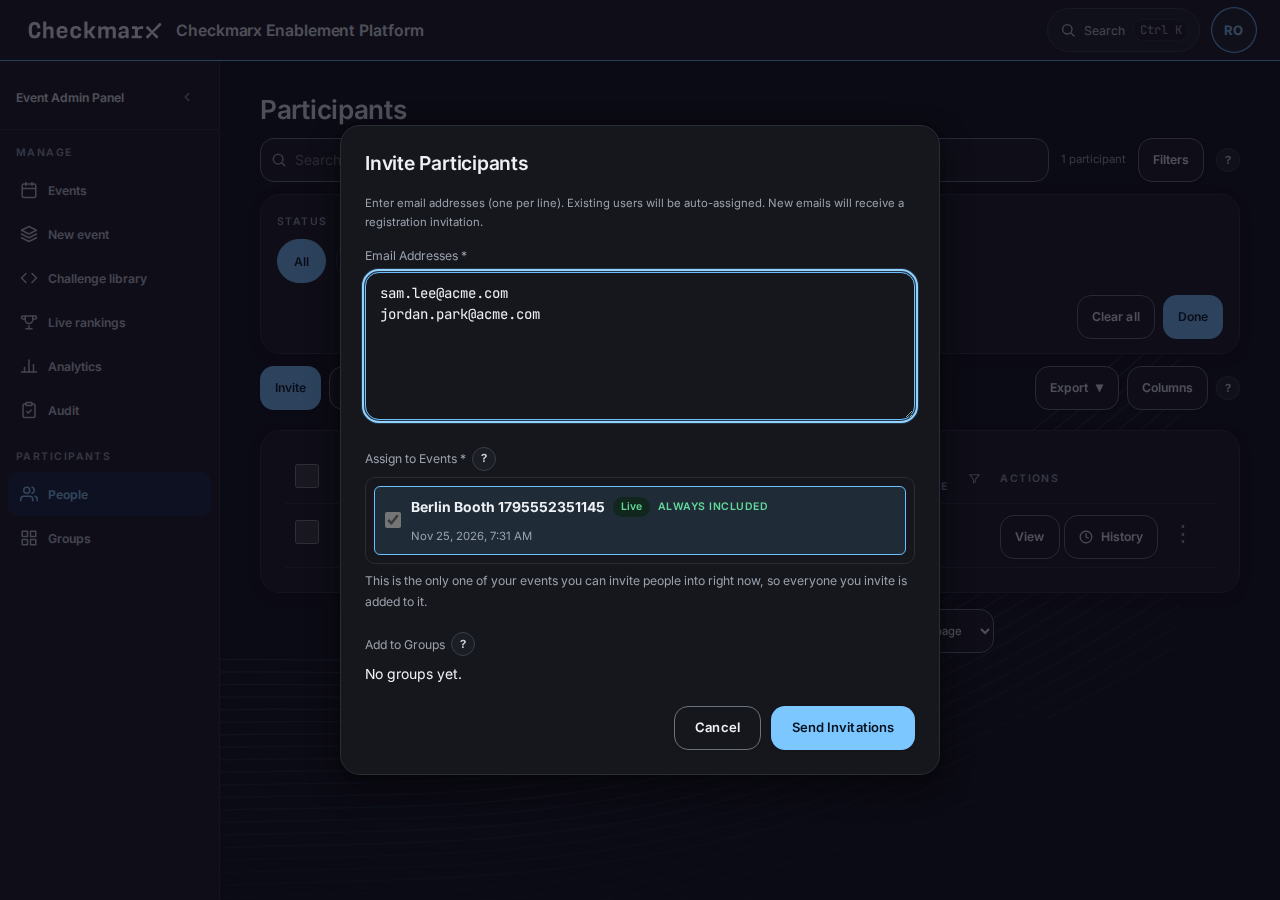 Checkmarx Checkmarx Enablement Platform
Search Ctrl K
RO
Event Admin Panel
MANAGE
Events
New event
Challenge library
Live rankings
Analytics
Audit
PARTICIPANTS
People
Groups
Participants
Search
1 participant
Filters
?
STATUS
All
Clear all
Done
Invite
Export ▼
Columns
?
ACTIONS
View
History
Invite Participants
Enter email addresses (one per line). Existing users will be auto-assigned. New emails will receive a
registration invitation.
Email Addresses *
sam.lee@acme.com
jordan.park@acme.com
Assign to Events * ?
Berlin Booth 1795552351145 Live ALWAYS INCLUDED
Nov 25, 2026, 7:31 AM
This is the only one of your events you can invite people into right now, so everyone you invite is
added to it.
Add to Groups ?
No groups yet.
Cancel
Send Invitations